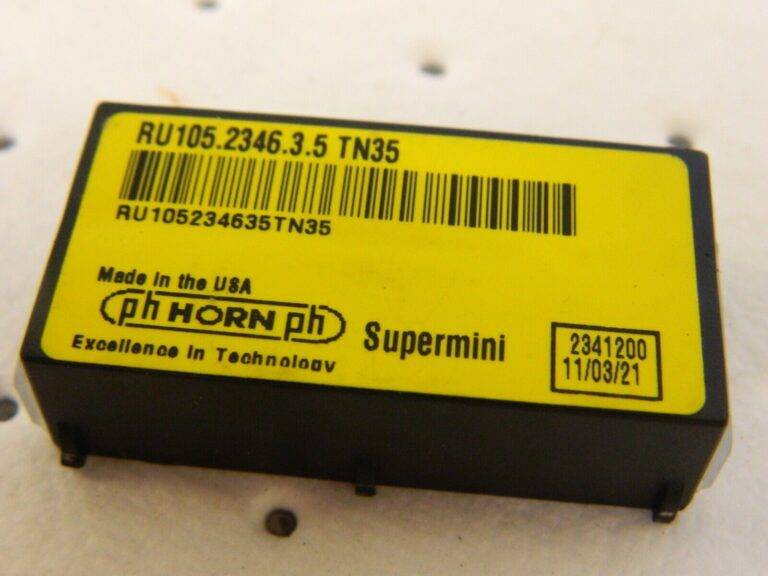 RU105.2346.3.5 TN35
RU105234635TN35
Made in the USA
ph HORN ph
Supermini
Excellence in Technology
2341200
11/03/21